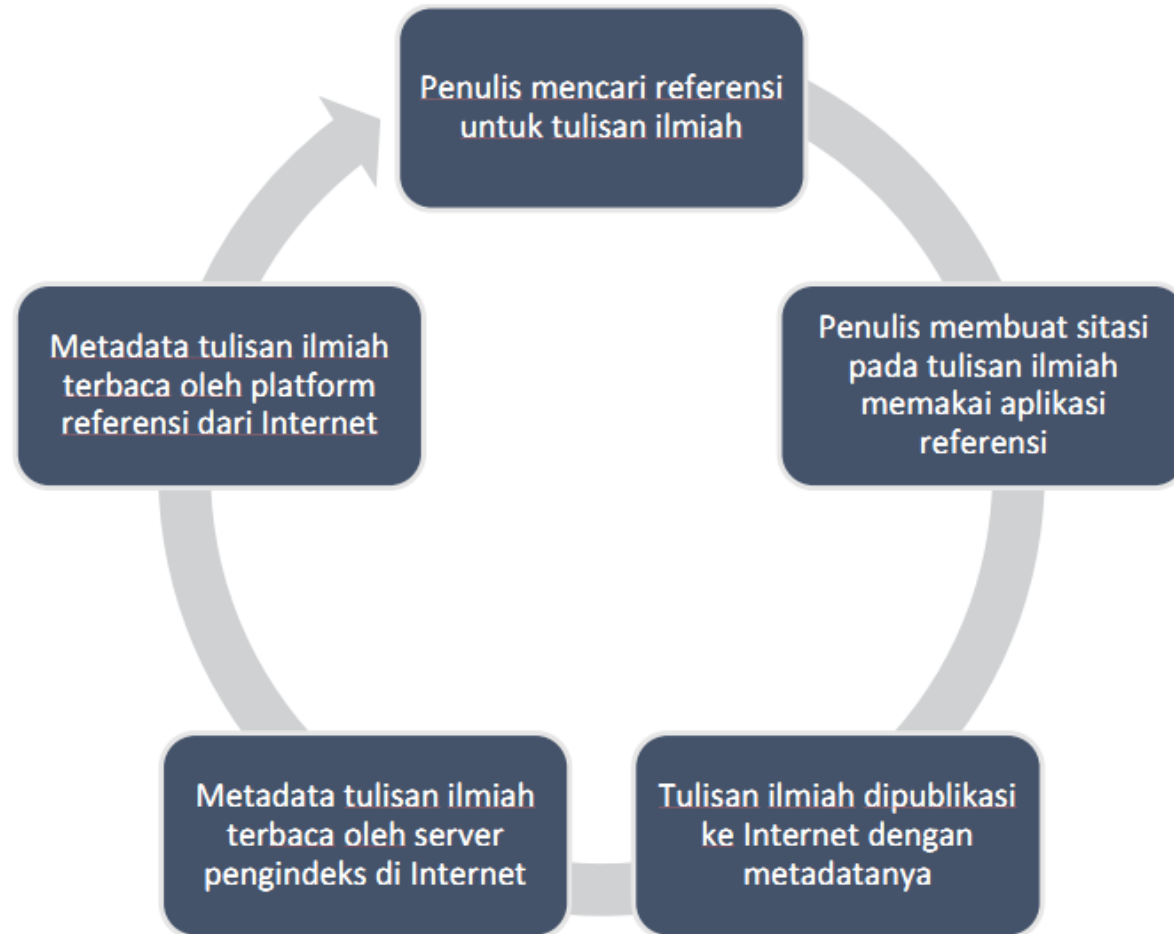 Penulis mencari referensi
untuk tulisan ilmiah
Penulis membuat sitasi
pada tulisan ilmiah
memakai aplikasi
referensi
Tulisan ilmiah dipublikasi
ke Internet dengan
metadatanya
Metadata tulisan ilmiah
terbaca oleh server
pengindeks di Internet
Metadata tulisan ilmiah
terbaca oleh platform
referensi dari Internet